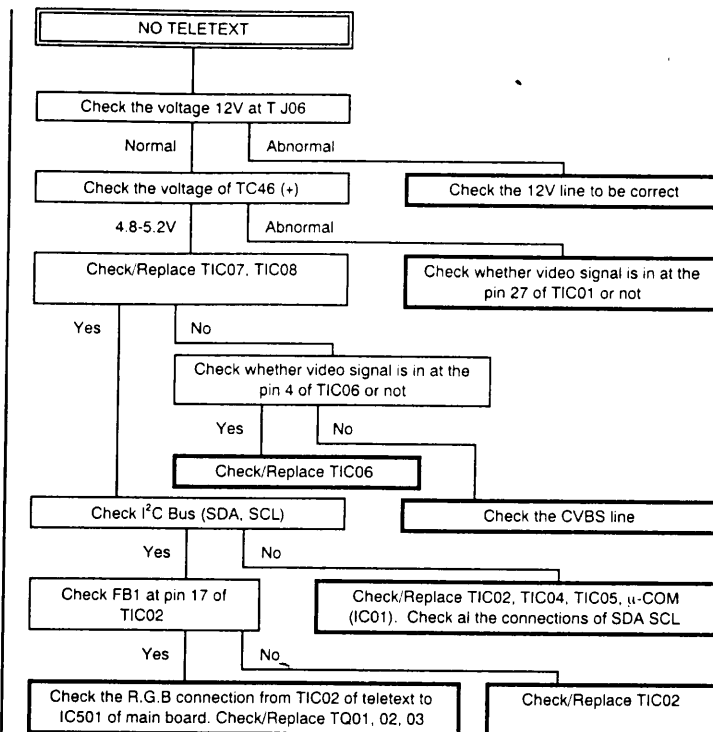 NO TELETEXT
Check the voltage 12V at T J06
Normal
Abnormal
Check the voltage of TC46 (+)
Check the 12V line to be correct
4.8-5.2V
Abnormal
Check/Replace TIC07, TIC08
Check whether video signal is in at the
pin 27 of TIC01 or not
Yes
No
Check whether video signal is in at the
pin 4 of TIC06 or not
Yes
No
Check/Replace TIC06
Check I²C Bus (SDA, SCL)
Check the CVBS line
Yes
No
Check FB1 at pin 17 of
TIC02
Check/Replace TIC02, TIC04, TIC05, µ-COM
(IC01). Check al the connections of SDA SCL
Yes
No
Check the R.G.B connection from TIC02 of teletext to
IC501 of main board. Check/Replace TQ01, 02, 03
Check/Replace TIC02